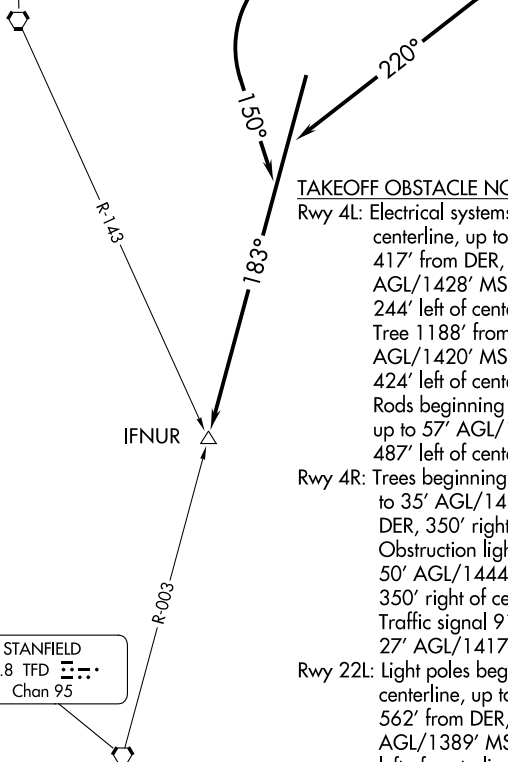 220°
150°
TAKEOFF OBSTACLE NO
Rwy 4L: Electrical systems
centerline, up to
417' from DER,
AGL/1428' MS
244' left of cente
Tree 1188' from
AGL/1420' MS
424' left of cente
Rods beginning
up to 57' AGL/
487' left of cente
Rwy 4R: Trees beginning
to 35' AGL/14
DER, 350' right
Obstruction ligh
50' AGL/1444
350' right of ce
Traffic signal 9
27' AGL/1417
Rwy 22L: Light poles beg
centerline, up to
562' from DER,
AGL/1389' MS
R-143
183°
IFNUR
R-003
STANFIELD
.8 TFD
Chan 95